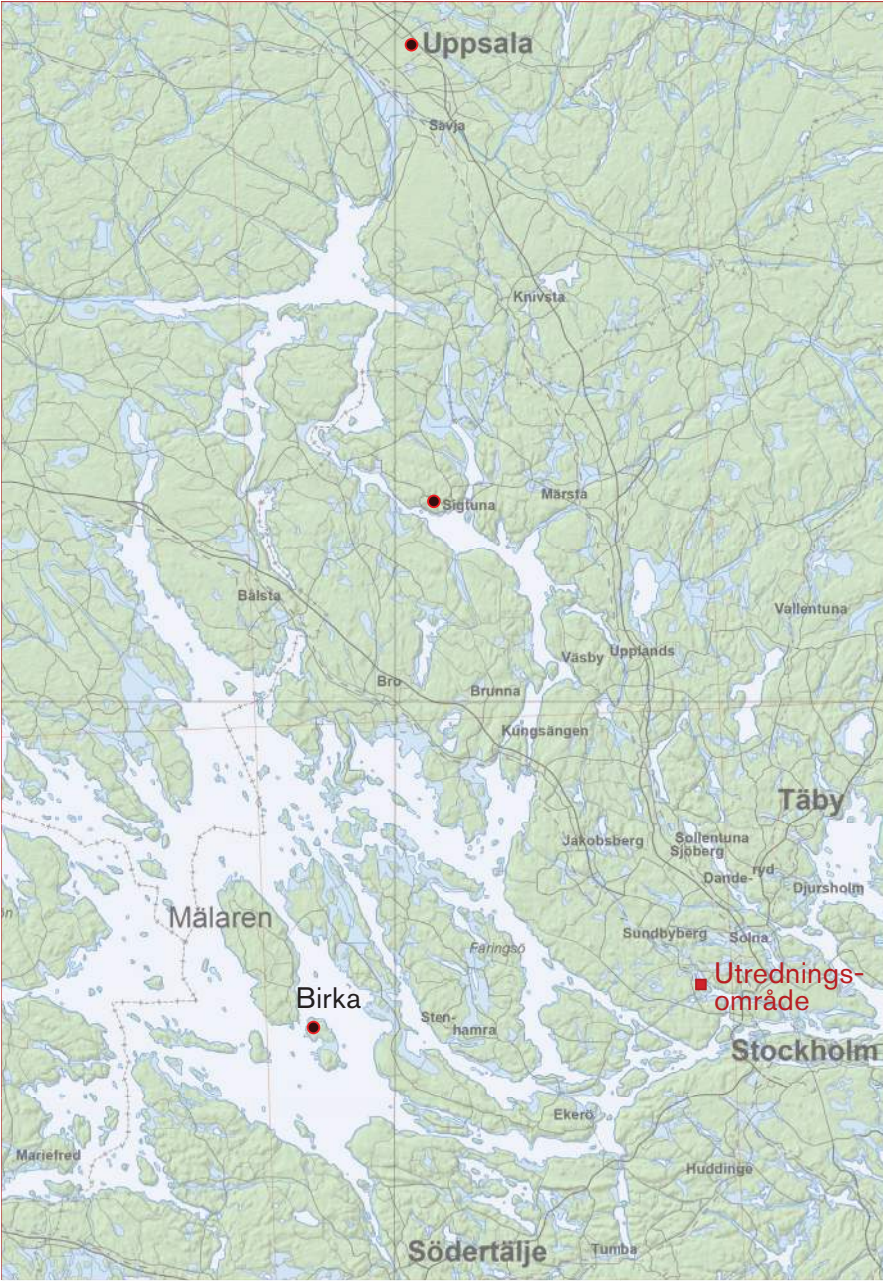 Uppsala
Sävja
Knivsta
Sigtuna
Märsta
Bålsta
Vallentuna
Väsby
Upplands
Bro
Brunna
Kungsängen
Täby
Jakobsberg
Sollentuna
Sjöberg
Dande-
ryd
Djursholm
Mälaren
Sundbyberg
Solna
Färingsö
Utrednings-
område
Birka
Sten-
hamra
Stockholm
Ekerö
Mariefred
Huddinge
Södertälje
Tumba